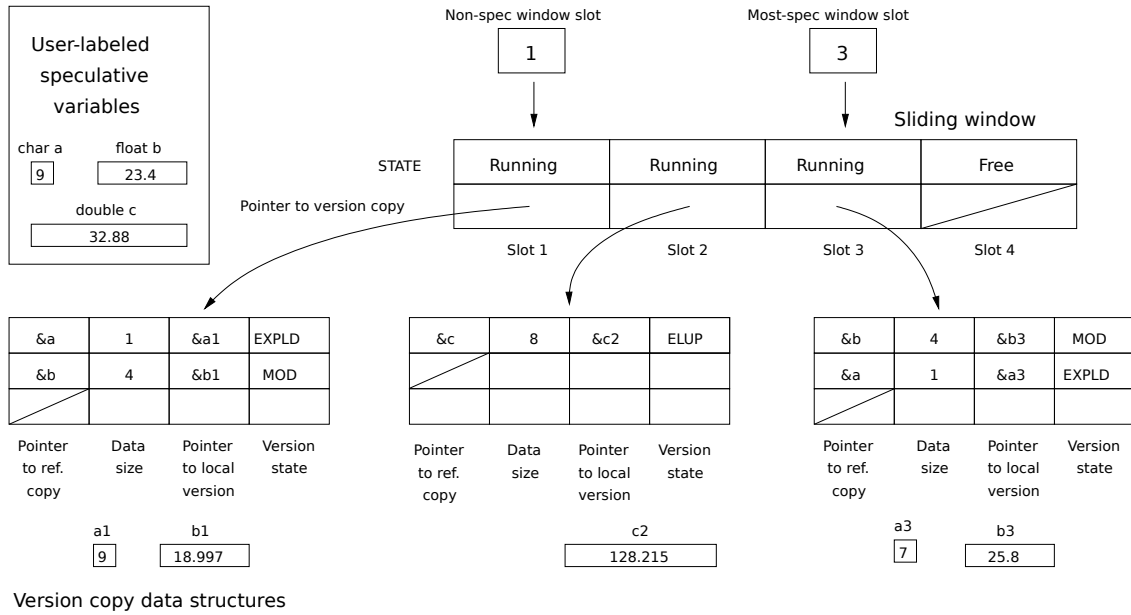 User-labeled
speculative
variables
char a
float b
9
23.4
double c
32.88
Non-spec window slot
Most-spec window slot
1
3
Sliding window
STATE
Running
Running
Running
Free
Pointer to version copy
Slot 1
Slot 2
Slot 3
Slot 4
&a 1 &a1 EXPLD
&b 4 &b1 MOD
Pointer to ref. copy
Data size
Pointer to local version
Version state
a1
b1
9
18.997
&c 8 &c2 ELUP
Pointer to ref. copy
Data size
Pointer to local version
Version state
c2
128.215
&b 4 &b3 MOD
&a 1 &a3 EXPLD
Pointer to ref. copy
Data size
Pointer to local version
Version state
a3
b3
7
25.8
Version copy data structures